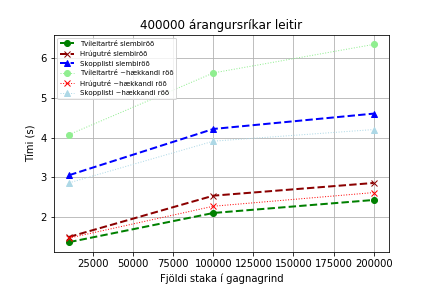 400000 árangursríkar leitir
Tvíleitartré slembiröð
Hrúgutré slembiröð
Skopplisti slembiröð
Tvíleitartré ~hækkandi röð
Hrúgutré ~hækkandi röð
Skopplisti ~hækkandi röð
Tími (s)
6
5
4
3
2
25000 50000 75000 100000 125000 150000 175000 200000
Fjöldi staka í gagnagrind